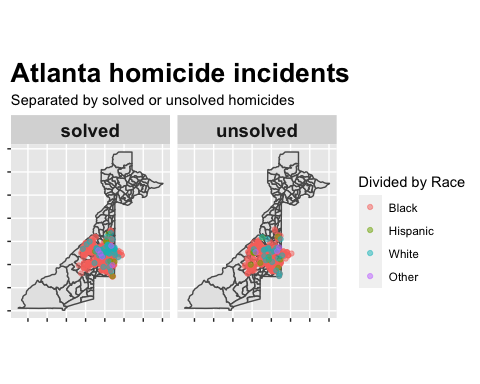 Atlanta homicide incidents
Separated by solved or unsolved homicides
solved
unsolved
Divided by Race
Black
Hispanic
White
Other